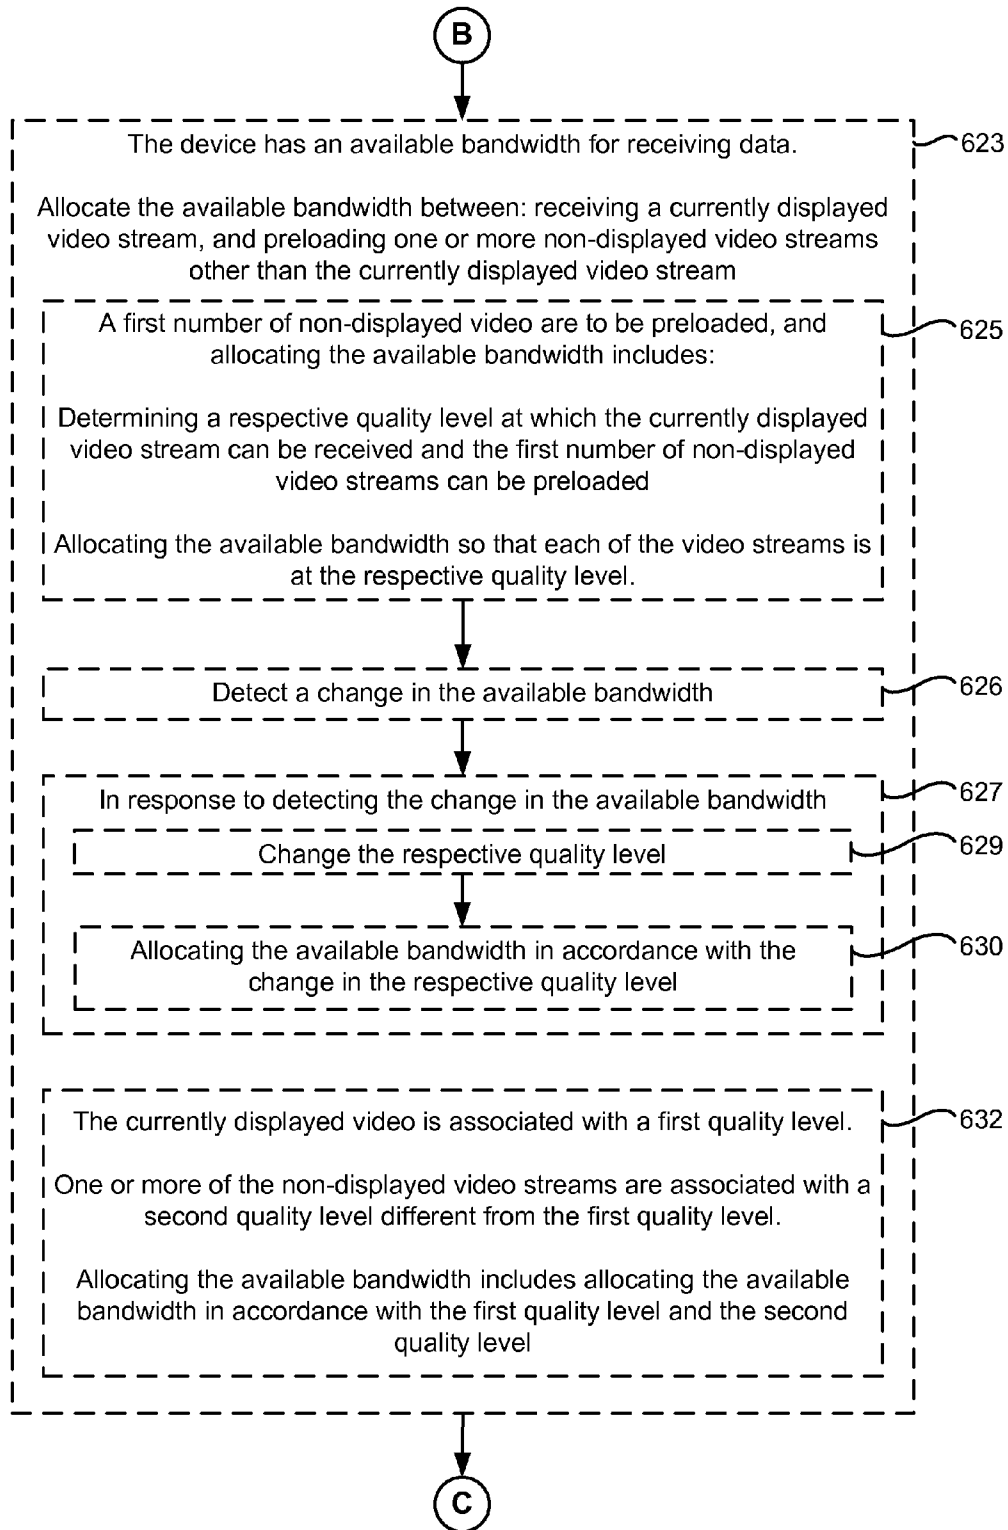 B
The device has an available bandwidth for receiving data.
623
Allocate the available bandwidth between: receiving a currently displayed
video stream, and preloading one or more non-displayed video streams
other than the currently displayed video stream
A first number of non-displayed video are to be preloaded, and
625
allocating the available bandwidth includes:
Determining a respective quality level at which the currently displayed
video stream can be received and the first number of non-displayed
video streams can be preloaded
Allocating the available bandwidth so that each of the video streams is
at the respective quality level.
Detect a change in the available bandwidth
626
In response to detecting the change in the available bandwidth
627
Change the respective quality level
629
Allocating the available bandwidth in accordance with the
630
change in the respective quality level
The currently displayed video is associated with a first quality level.
632
One or more of the non-displayed video streams are associated with a
second quality level different from the first quality level.
Allocating the available bandwidth includes allocating the available
bandwidth in accordance with the first quality level and the second
quality level
C